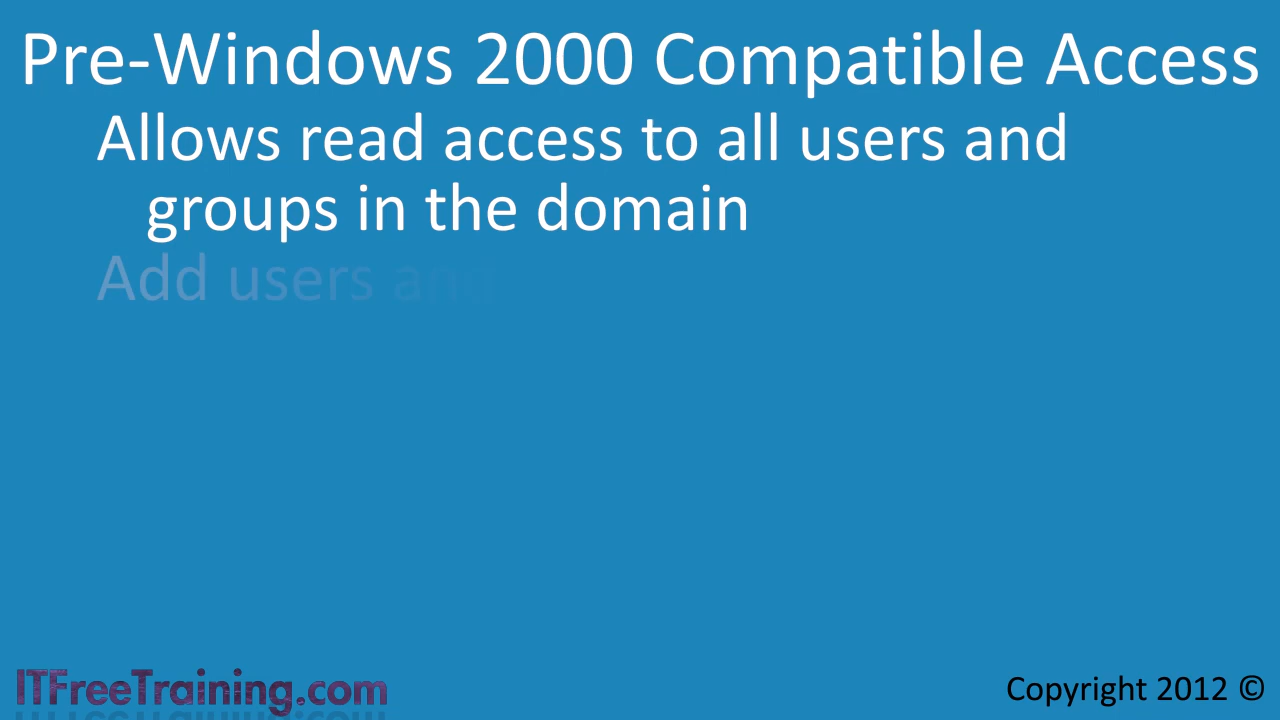 Pre-Windows 2000 Compatible Access
Allows read access to all users and
groups in the domain
Add users and
ITFreeTraining.com
Copyright 2012 ©